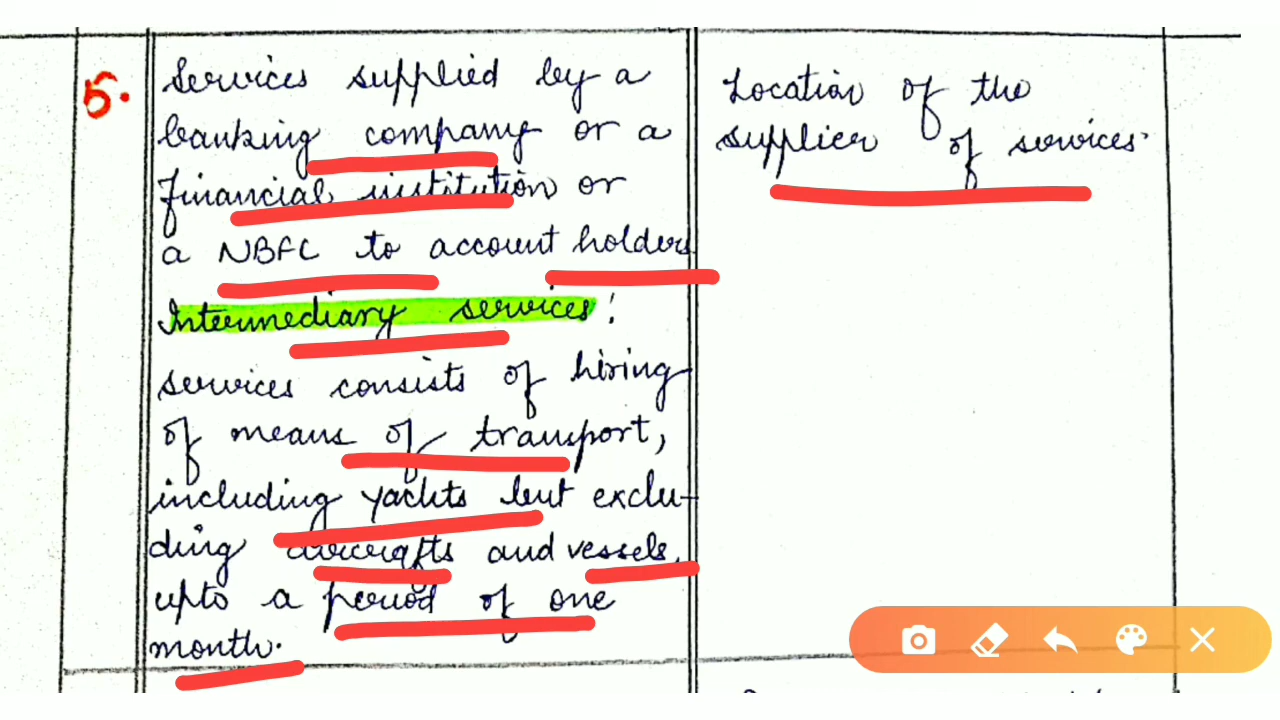 5.
Services supplied by a
banking company or a
financial institution or
a NBFC to account holders
Intermediary services!
services consists of hiring
of means of transport,
including yachts but exclu-
ding aircrafts and vessels,
upto a period of one
month.
Location of the
supplier of services.